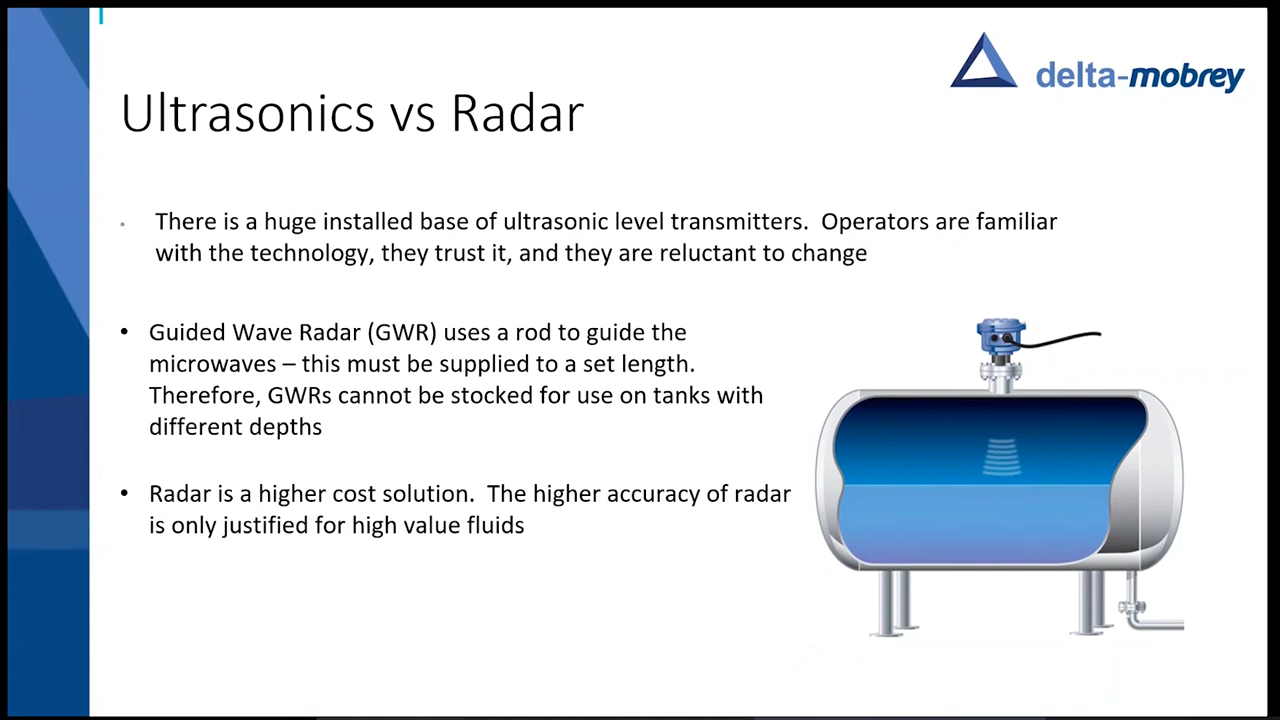 delta-mobrey
Ultrasonics vs Radar
• There is a huge installed base of ultrasonic level transmitters.  Operators are familiar
with the technology, they trust it, and they are reluctant to change
• Guided Wave Radar (GWR) uses a rod to guide the
microwaves – this must be supplied to a set length.
Therefore, GWRs cannot be stocked for use on tanks with
different depths
• Radar is a higher cost solution.  The higher accuracy of radar
is only justified for high value fluids